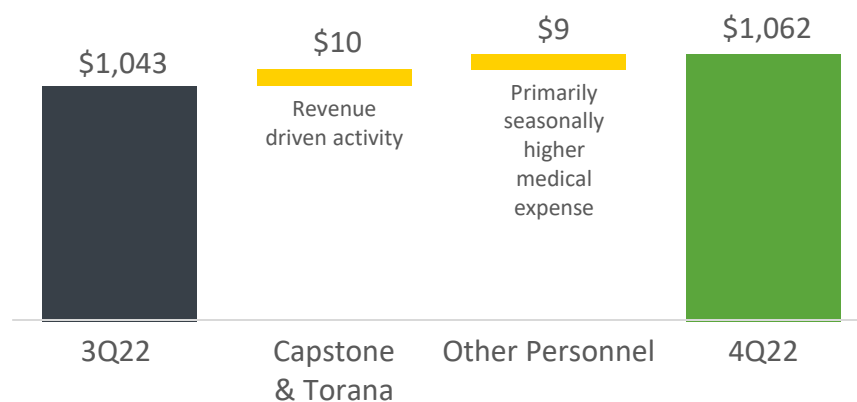 $1,043
$10
$9
$1,062
Revenue
driven activity
Primarily
seasonally
higher
medical
expense
3Q22
Capstone
& Torana
Other Personnel
4Q22